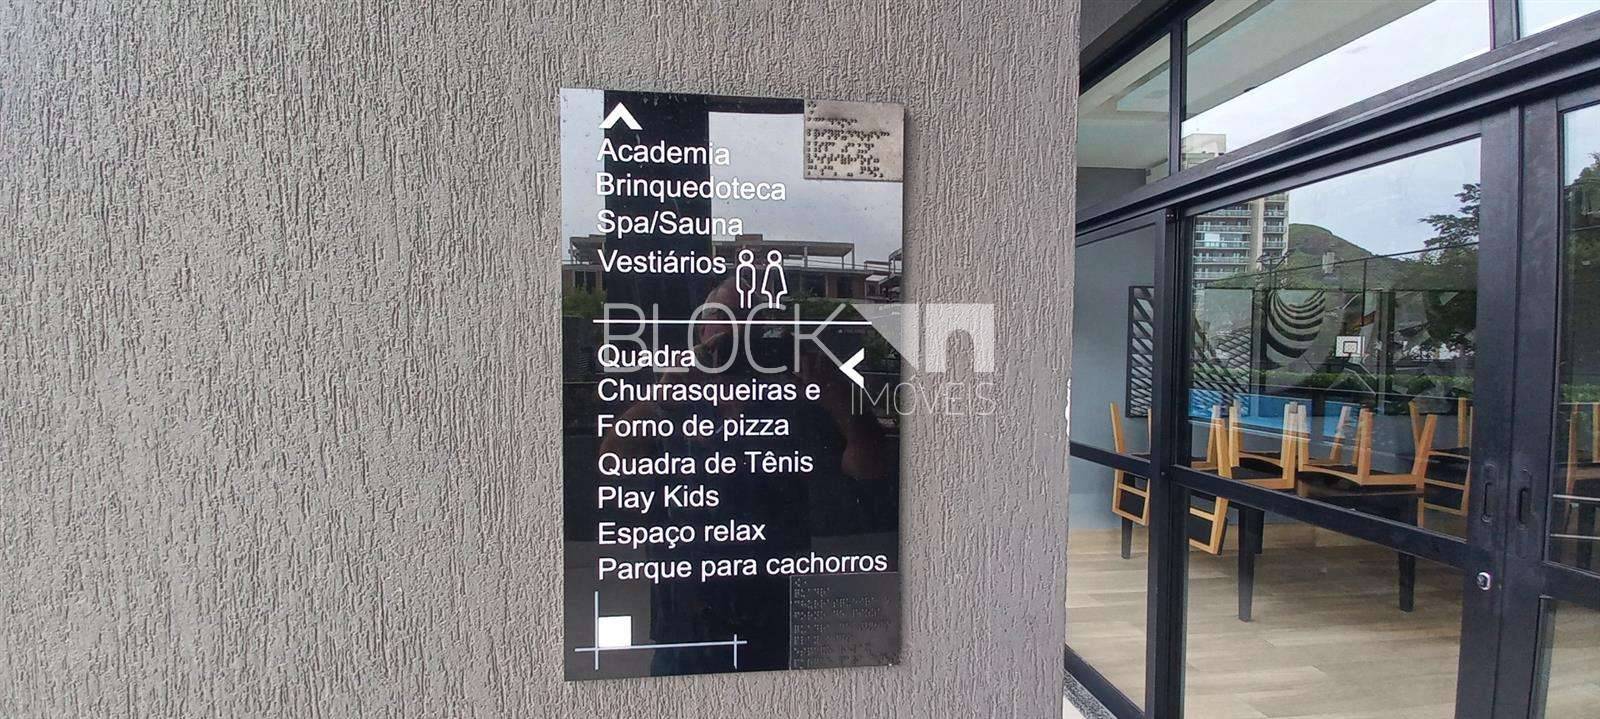 Academia
Brinquedoteca
Spa/Sauna
Vestiários
BLOCK
IMÓVEIS
Quadra
Churrasqueiras e
Forno de pizza
Quadra de Tênis
Play Kids
Espaço relax
Parque para cachorros